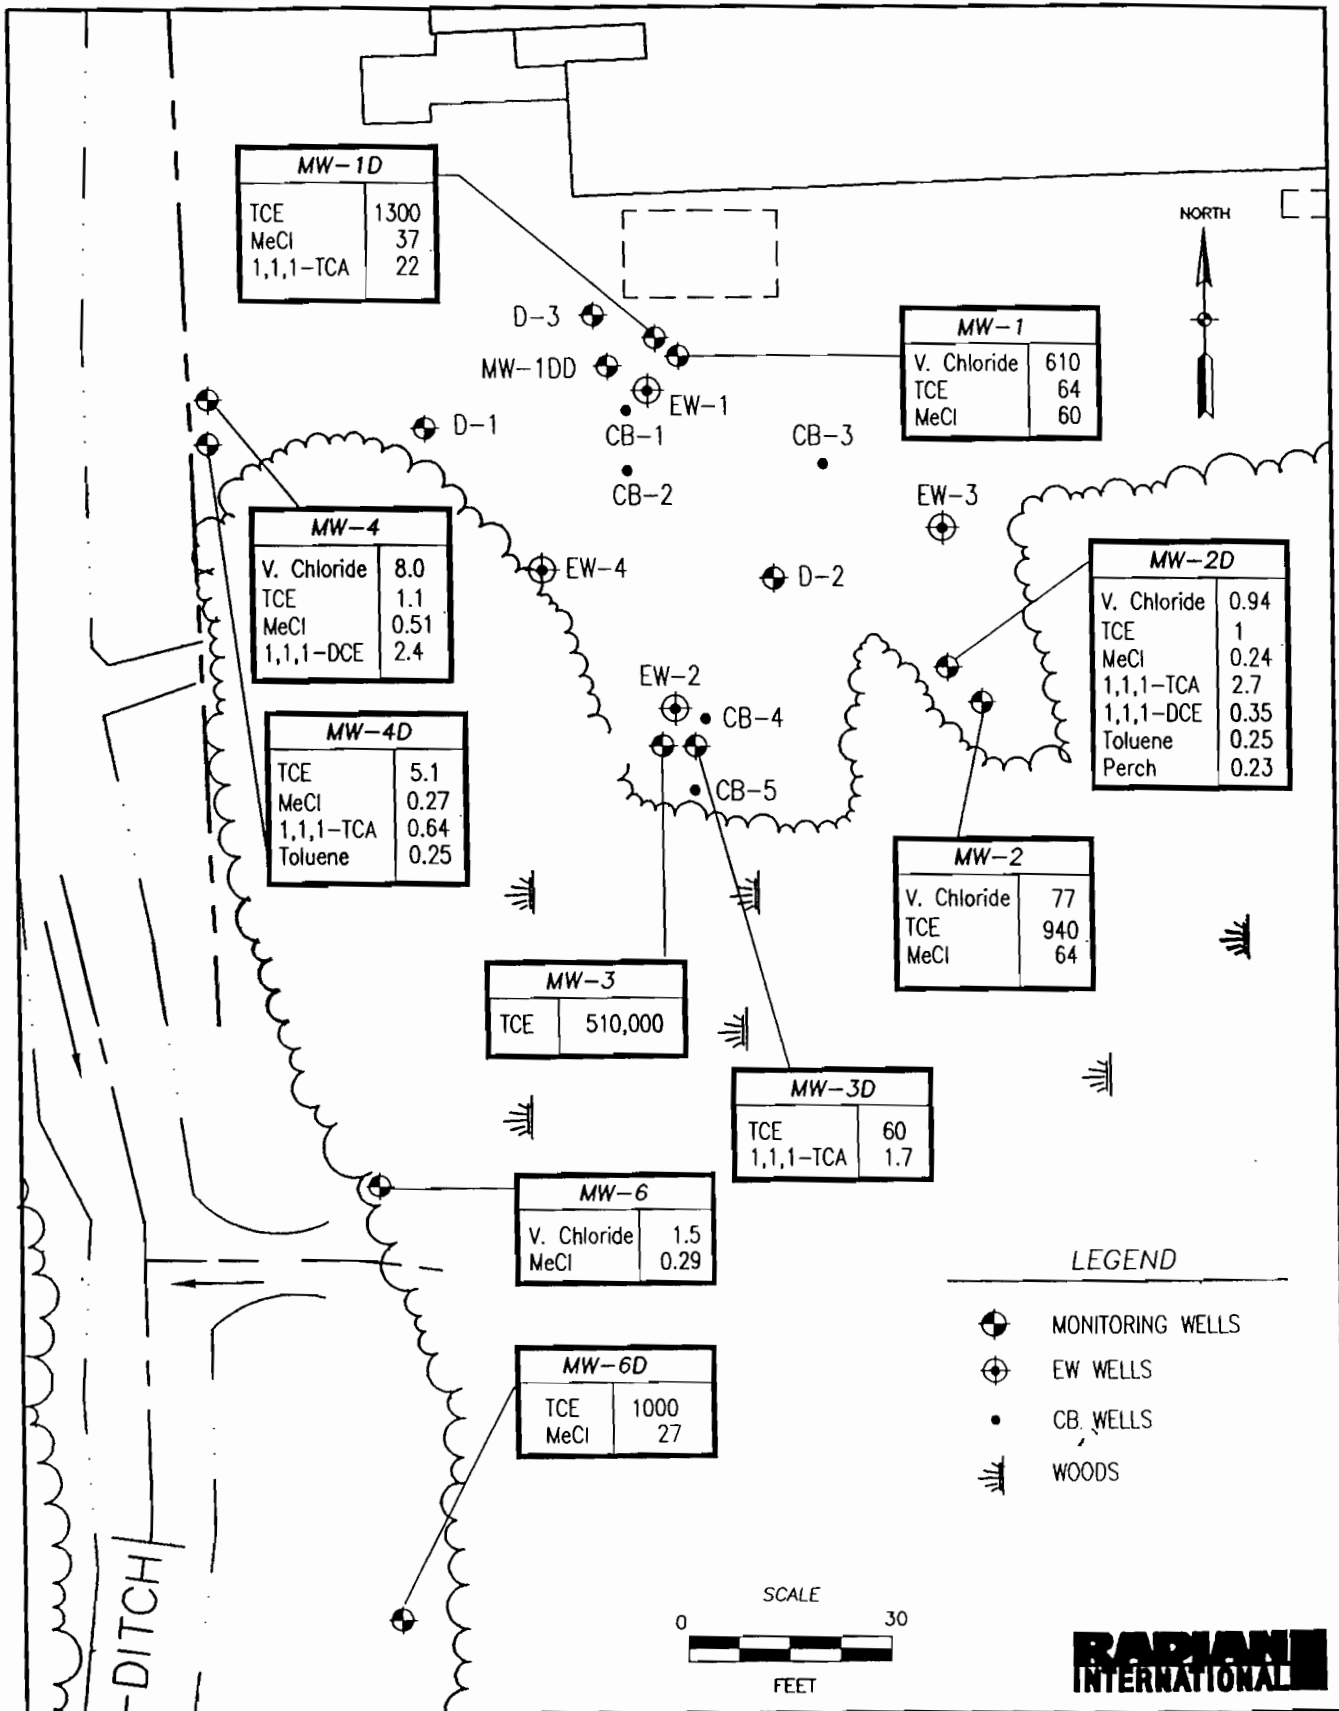 MW-1D
TCE 1300
MeCl 37
1,1,1-TCA 22
NORTH
D-3
MW-1
V. Chloride 610
TCE 64
MeCl 60
MW-1DD
EW-1
D-1
CB-1
CB-3
CB-2
EW-3
MW-4
V. Chloride 8.0
TCE 1.1
MeCl 0.51
1,1,1-DCE 2.4
EW-4
D-2
MW-2D
V. Chloride 0.94
TCE 1
MeCl 0.24
1,1,1-TCA 2.7
1,1,1-DCE 0.35
Toluene 0.25
Perch 0.23
EW-2
CB-4
MW-4D
TCE 5.1
MeCl 0.27
1,1,1-TCA 0.64
Toluene 0.25
CB-5
MW-2
V. Chloride 77
TCE 940
MeCl 64
MW-3
TCE 510,000
MW-3D
TCE 60
1,1,1-TCA 1.7
MW-6
V. Chloride 1.5
MeCl 0.29
LEGEND
MONITORING WELLS
EW WELLS
CB. WELLS
WOODS
MW-6D
TCE 1000
MeCl 27
-DITCH
SCALE
0 30
FEET
RADIAN
INTERNATIONAL